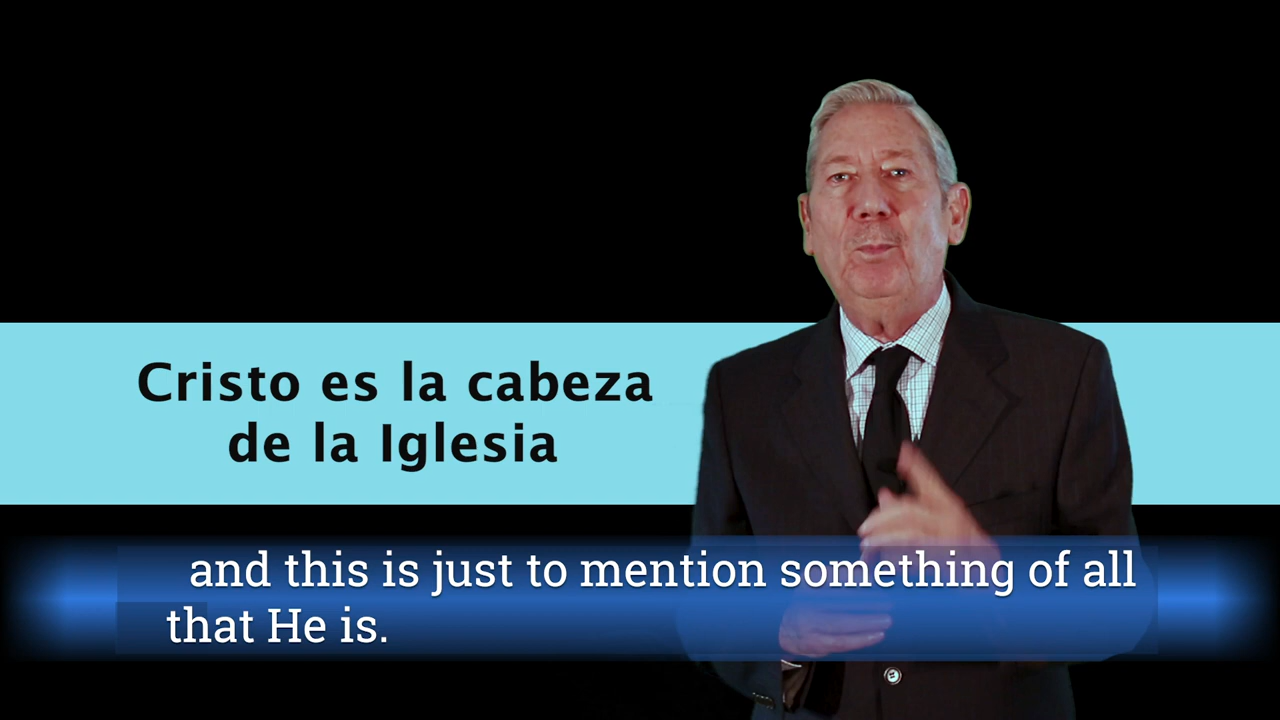 Cristo es la cabeza
de la Iglesia
and this is just to mention something of all
that He is.